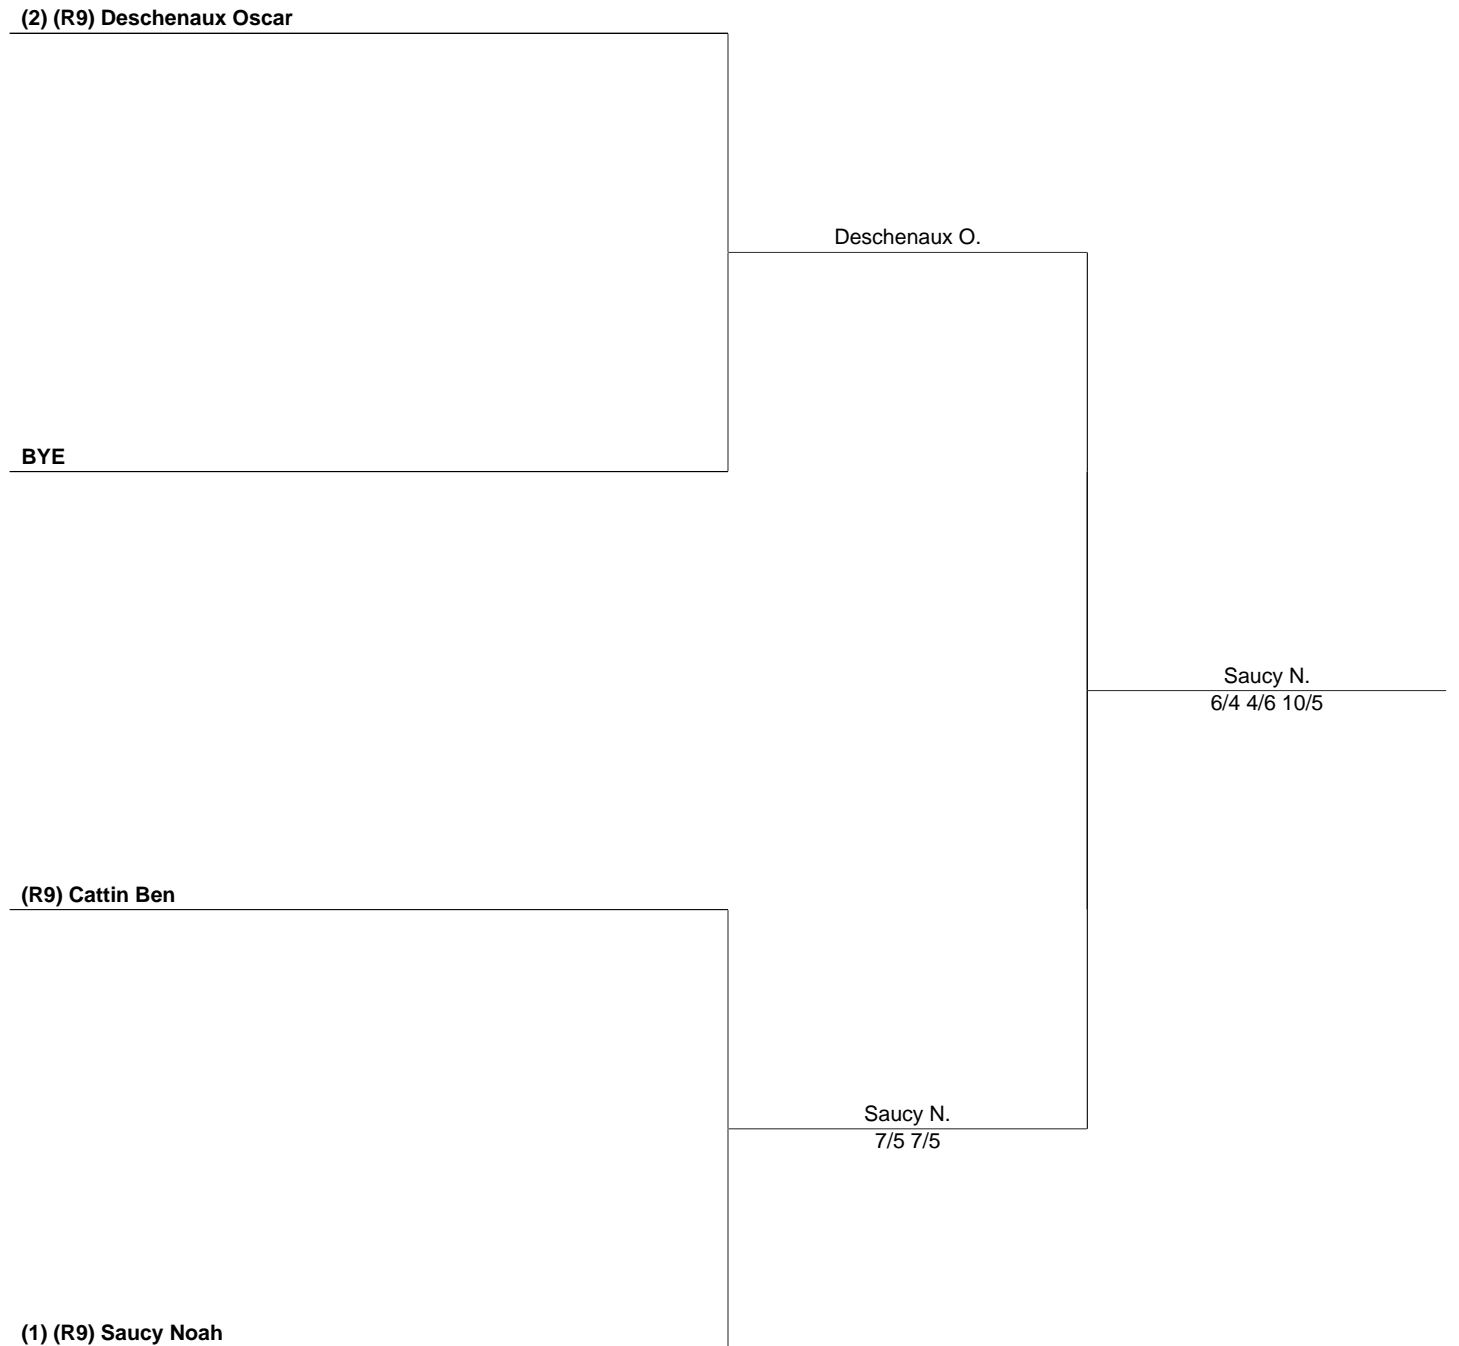 (2) (R9) Deschenaux Oscar
Deschenaux O.
BYE
Saucy N.
6/4 4/6 10/5
(R9) Cattin Ben
Saucy N.
7/5 7/5
(1) (R9) Saucy Noah